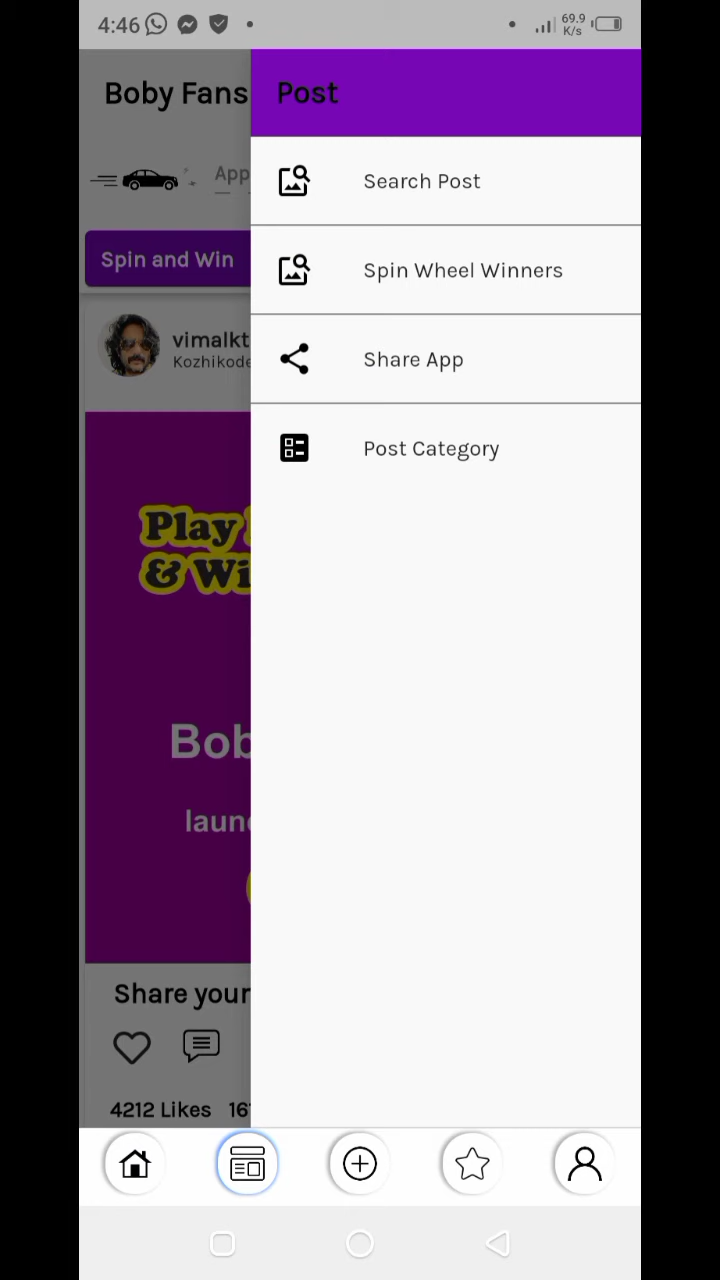 4:46
69.9
K/s
Boby Fans
Post
App
Search Post
Spin and Win
Spin Wheel Winners
vimalkt
Kozhikode
Share App
Post Category
Play
& Wi
Bob
laun
Share your
4212 Likes 16